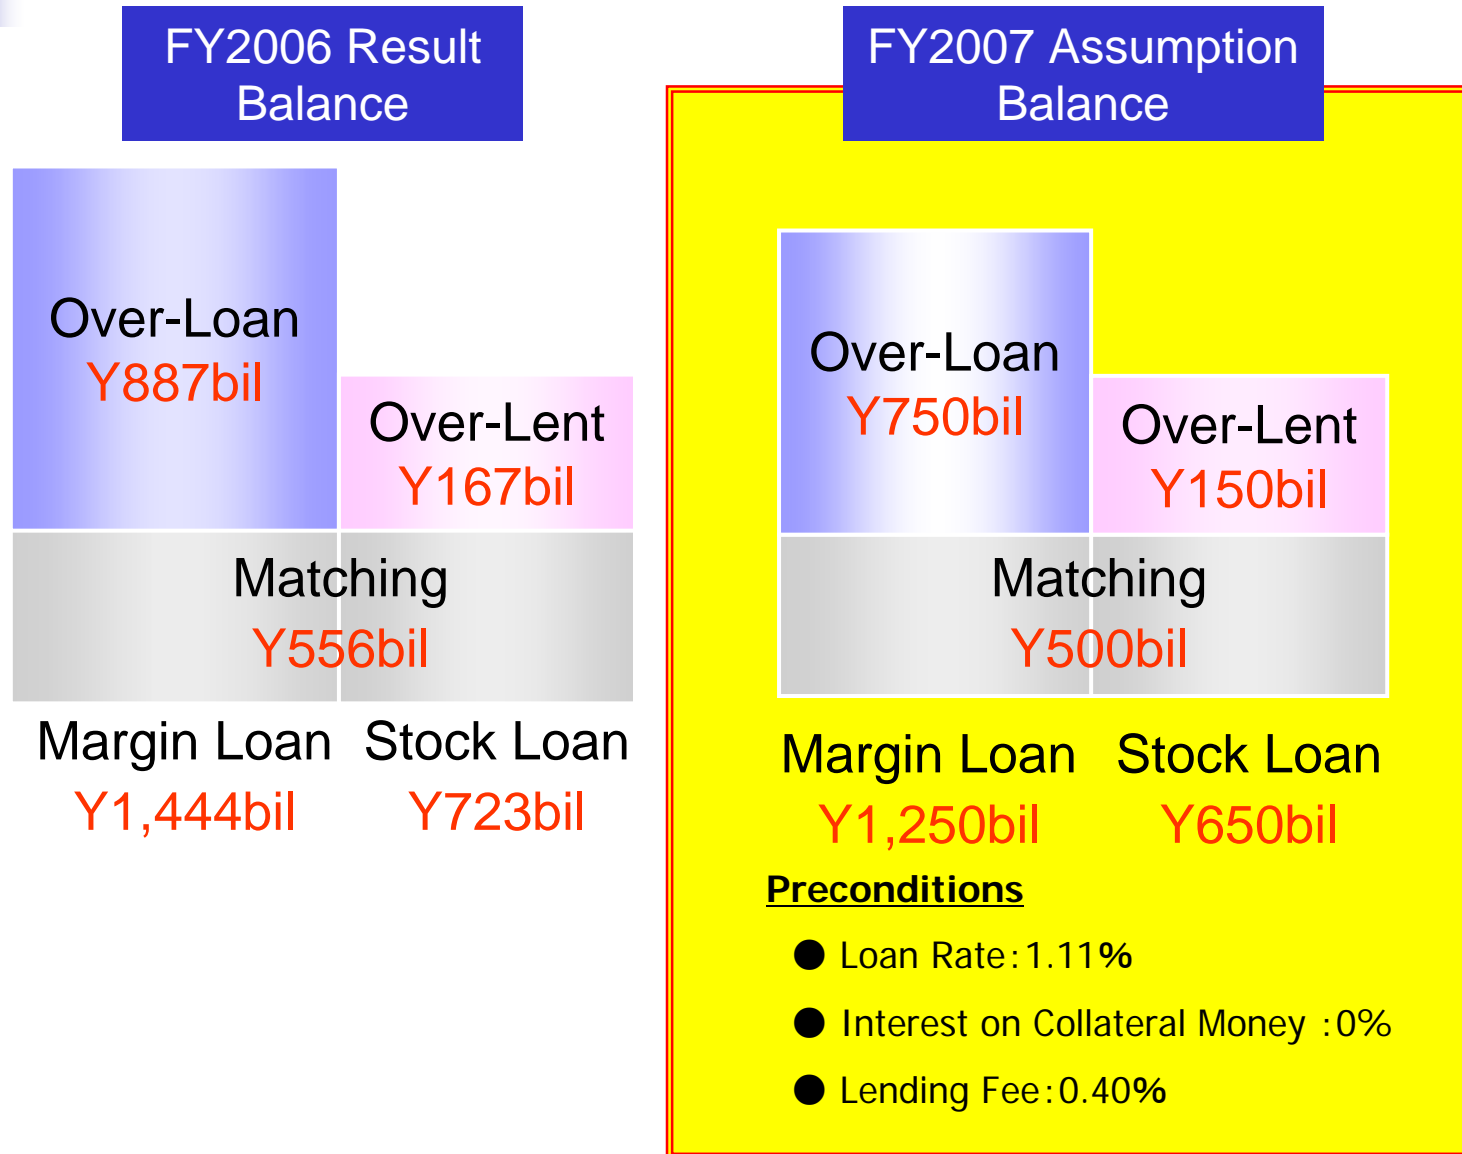 FY2006 Result
Balance
Over-Loan
Y887bil
Over-Lent
Y167bil
Matching
Y556bil
Margin Loan
Y1,444bil
Stock Loan
Y723bil
FY2007 Assumption
Balance
Over-Loan
Y750bil
Over-Lent
Y150bil
Matching
Y500bil
Margin Loan
Y1,250bil
Stock Loan
Y650bil
Preconditions
● Loan Rate:1.11%
● Interest on Collateral Money :0%
● Lending Fee:0.40%